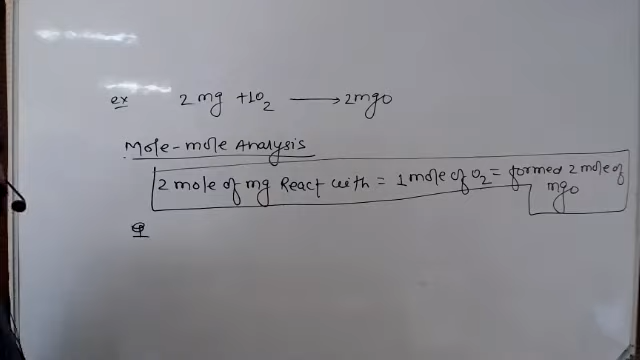 ex 2mg +1O2 → 2mgo
Mole-mole Analysis
2 mole of mg React with = 1 mole of O2 = formed 2 mole of
mgo
Q